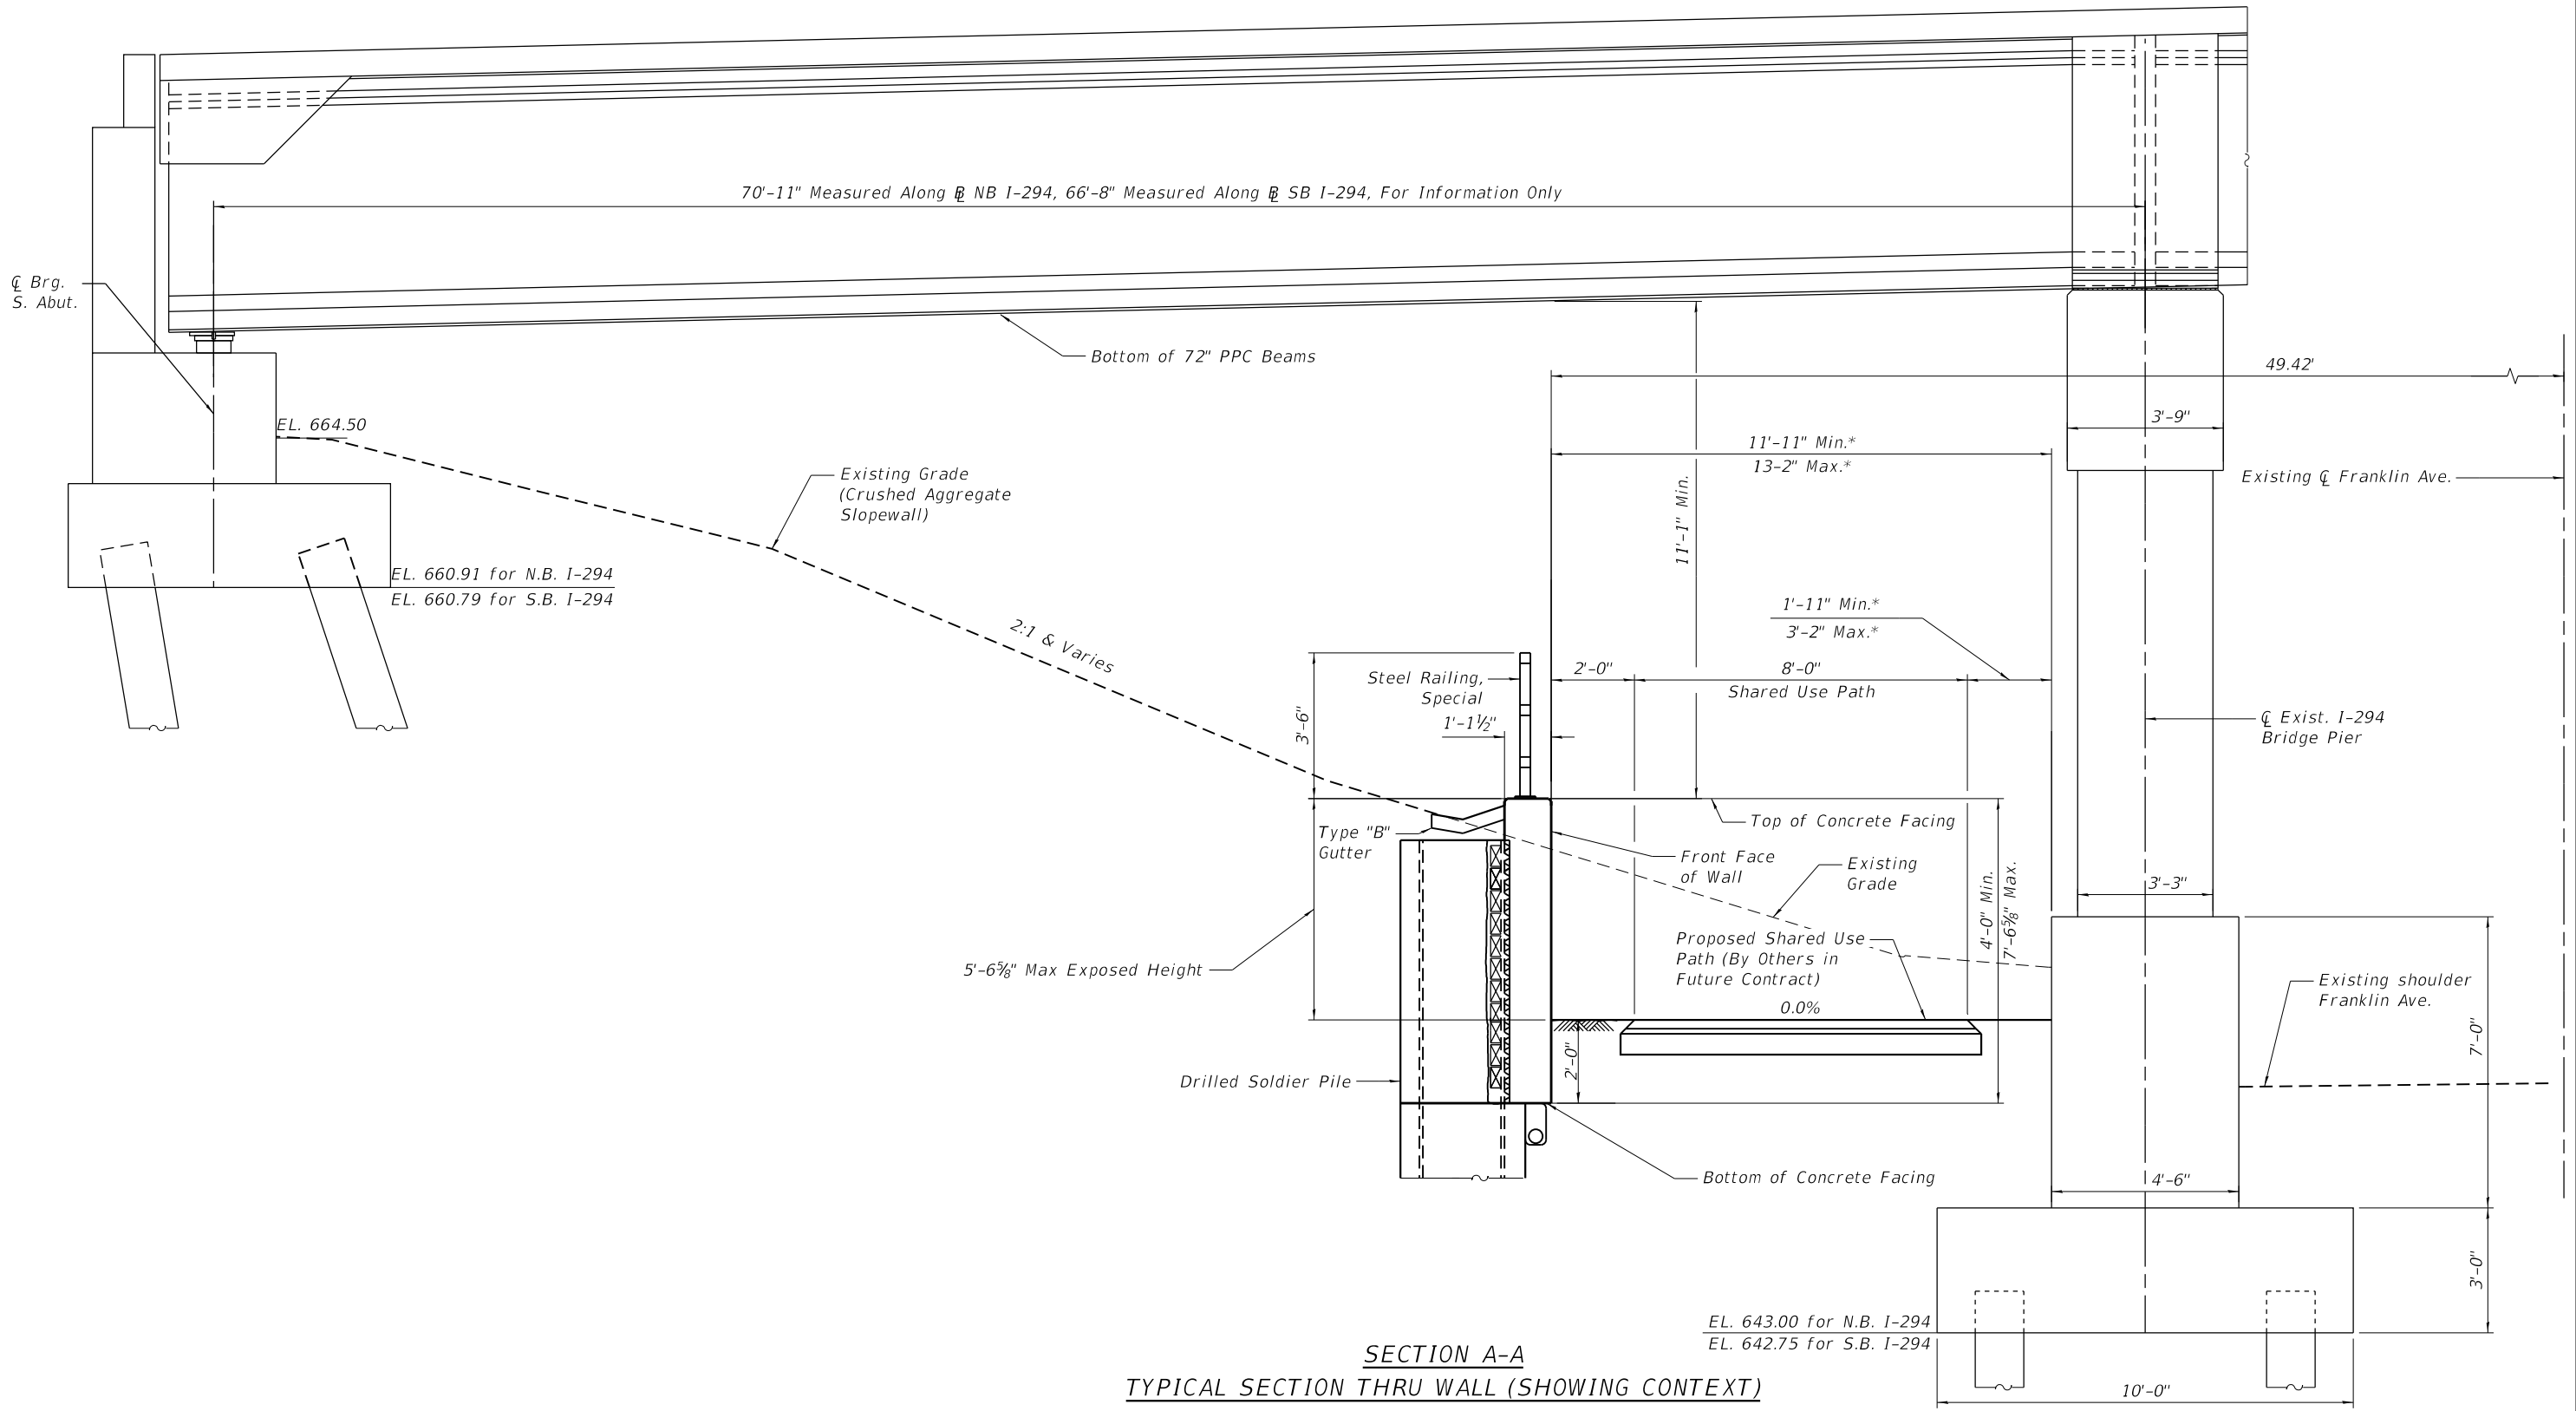 70'-11" Measured Along ℄ NB I-294, 66'-8" Measured Along ℄ SB I-294, For Information Only
℄ Brg.
S. Abut.
Bottom of 72" PPC Beams
49.42'
3'-9"
EL. 664.50
11'-11" Min.*
13-2" Max.*
Existing Grade
(Crushed Aggregate
Slopewall)
Existing ℄ Franklin Ave.
11'-1" Min.
EL. 660.91 for N.B. I-294
EL. 660.79 for S.B. I-294
2:1 & Varies
1'-11" Min.*
3'-2" Max.*
Steel Railing,
Special
2'-0"
8'-0"
Shared Use Path
3'-6"
1'-1½"
℄ Exist. I-294
Bridge Pier
Type "B"
Gutter
Top of Concrete Facing
Front Face
of Wall
Existing
Grade
4'-0" Min.
7'-6⅝" Max.
3'-3"
Proposed Shared Use
Path (By Others in
Future Contract)
0.0%
5'-6⅝" Max Exposed Height
Existing shoulder
Franklin Ave.
2'-0"
7'-0"
Drilled Soldier Pile
Bottom of Concrete Facing
4'-6"
3'-0"
EL. 643.00 for N.B. I-294
EL. 642.75 for S.B. I-294
10'-0"
SECTION A-A
TYPICAL SECTION THRU WALL (SHOWING CONTEXT)